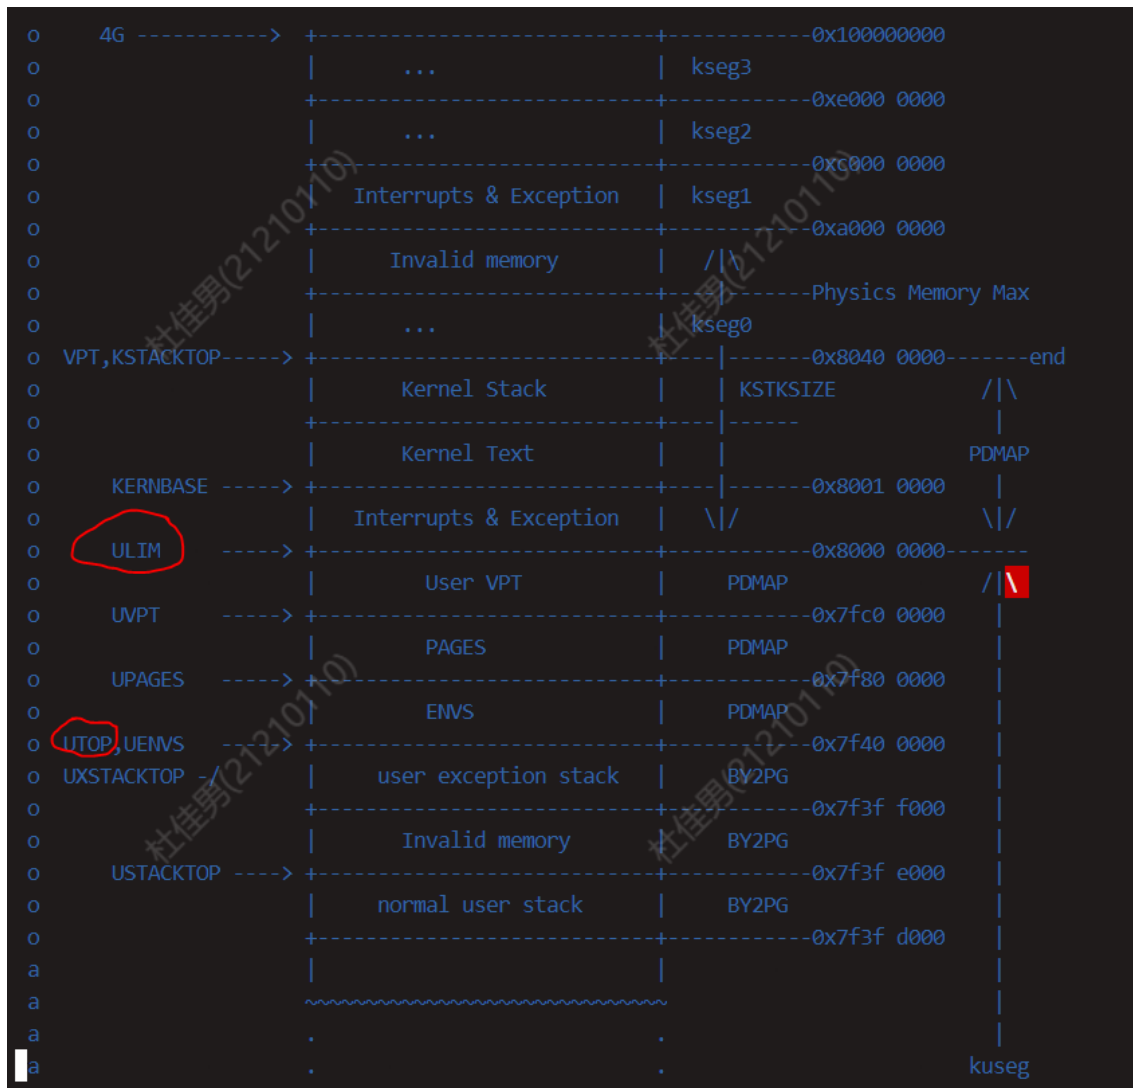 o     4G ----------->  +----------------------------+------------0x100000000
o                      |       ...                  |  kseg3
o                      +----------------------------+------------0xe000 0000
o                      |       ...                  |  kseg2
o                      +----------------------------+------------0xc000 0000
o                      |   Interrupts & Exception   |  kseg1
o                      +----------------------------+------------0xa000 0000
o                      |      Invalid memory        |   /|\
o                      +----------------------------+----|-------Physics Memory Max
o                      |       ...                  |  kseg0
o  VPT,KSTACKTOP-----> +----------------------------+----|-------0x8040 0000-------end
o                      |       Kernel Stack         |    | KSTKSIZE            /|\
o                      +----------------------------+----|------                |
o                      |       Kernel Text          |    |                    PDMAP
o      KERNBASE -----> +----------------------------+----|-------0x8001 0000    |
o                      |   Interrupts & Exception   |   \|/                    \|/
o      ULIM     -----> +----------------------------+------------0x8000 0000-------
o                      |         User VPT           |     PDMAP                /|\
o      UVPT     -----> +----------------------------+------------0x7fc0 0000    |
o                      |         PAGES              |     PDMAP                 |
o      UPAGES   -----> +----------------------------+------------0x7f80 0000    |
o                      |         ENVS               |     PDMAP                 |
o  UTOP,UENVS   -----> +----------------------------+------------0x7f40 0000    |
o  UXSTACKTOP -/       |     user exception stack   |     BY2PG                 |
o                      +----------------------------+------------0x7f3f f000    |
o                      |       Invalid memory       |     BY2PG                 |
o      USTACKTOP ----> +----------------------------+------------0x7f3f e000    |
o                      |     normal user stack      |     BY2PG                 |
o                      +----------------------------+------------0x7f3f d000    |
a                      |                            |                           |
a                      ~~~~~~~~~~~~~~~~~~~~~~~~~~~~~~                           |
a                      .                            .                           |
a                      .                            .                         kuseg
杜佳男(21210110)
杜佳男(21210110)
杜佳男(21210110)
杜佳男(21210110)